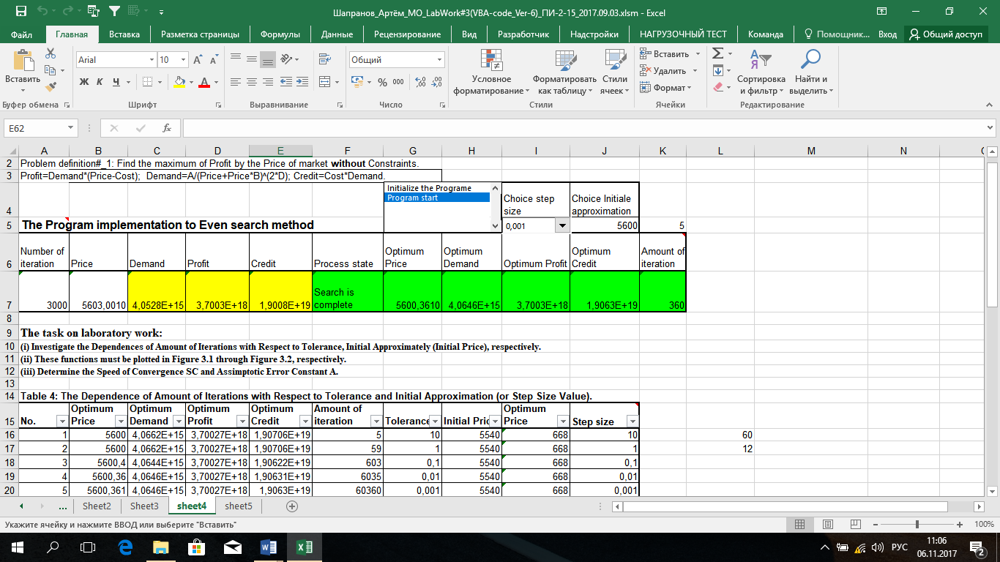 Шапранов_Артём_MO_LabWork#3(VBA-code_Ver-6)_ПИ-2-15_2017.09.03.xlsm - Excel
Файл Главная Вставка Разметка страницы Формулы Данные Рецензирование Вид Разработчик Надстройки НАГРУЗОЧНЫЙ ТЕСТ Команда Помощник... Вход Общий доступ
Вставить
Arial 10
Ж К Ч
Общий
% 000
Условное форматирование
Форматировать как таблицу
Стили ячеек
Вставить
Удалить
Формат
Сортировка и фильтр
Найти и выделить
Буфер обмена Шрифт Выравнивание Число Стили Ячейки Редактирование
E62 fx
A B C D E F G H I J K L M N
2 Problem definition#_1: Find the maximum of Profit by the Price of market without Constraints.
3 Profit=Demand*(Price-Cost); Demand=A/(Price+Price*B)^(2*D); Credit=Cost*Demand.
Initialize the Programe
Program start
4 Choice step size Choice Initiale approximation
5 The Program implementation to Even search method 0,001 5600 5
6 Number of iteration Price Demand Profit Credit Process state Optimum Price Optimum Demand Optimum Profit Optimum Credit Amount of iteration
7 3000 5603,0010 4,0528E+15 3,7003E+18 1,9008E+19 Search is complete 5600,3610 4,0646E+15 3,7003E+18 1,9063E+19 360
8
9 The task on laboratory work:
10 (i) Investigate the Dependences of Amount of Iterations with Respect to Tolerance, Initial Approximately (Initial Price), respectively.
11 (ii) These functions must be plotted in Figure 3.1 through Figure 3.2, respectively.
12 (iii) Determine the Speed of Convergence SC and Assimptotic Error Constant A.
13
14 Table 4: The Dependence of Amount of Iterations with Respect to Tolerance and Initial Approximation (or Step Size Value).
15 No. Optimum Price Optimum Demand Optimum Profit Optimum Credit Amount of iteration Tolerance Initial Pric Optimum Price Step size
16 1 5600 4,0662E+15 3,70027E+18 1,90706E+19 5 10 5540 668 10 60
17 2 5600 4,0662E+15 3,70027E+18 1,90706E+19 59 1 5540 668 1 12
18 3 5600,4 4,0644E+15 3,70027E+18 1,90622E+19 603 0,1 5540 668 0,1
19 4 5600,36 4,0646E+15 3,70027E+18 1,90631E+19 6035 0,01 5540 668 0,01
20 5 5600,361 4,0646E+15 3,70027E+18 1,9063E+19 60360 0,001 5540 668 0,001
... Sheet2 Sheet3 sheet4 sheet5
Укажите ячейку и нажмите ВВОД или выберите "Вставить" 100%
РУС 11:06
06.11.2017 2